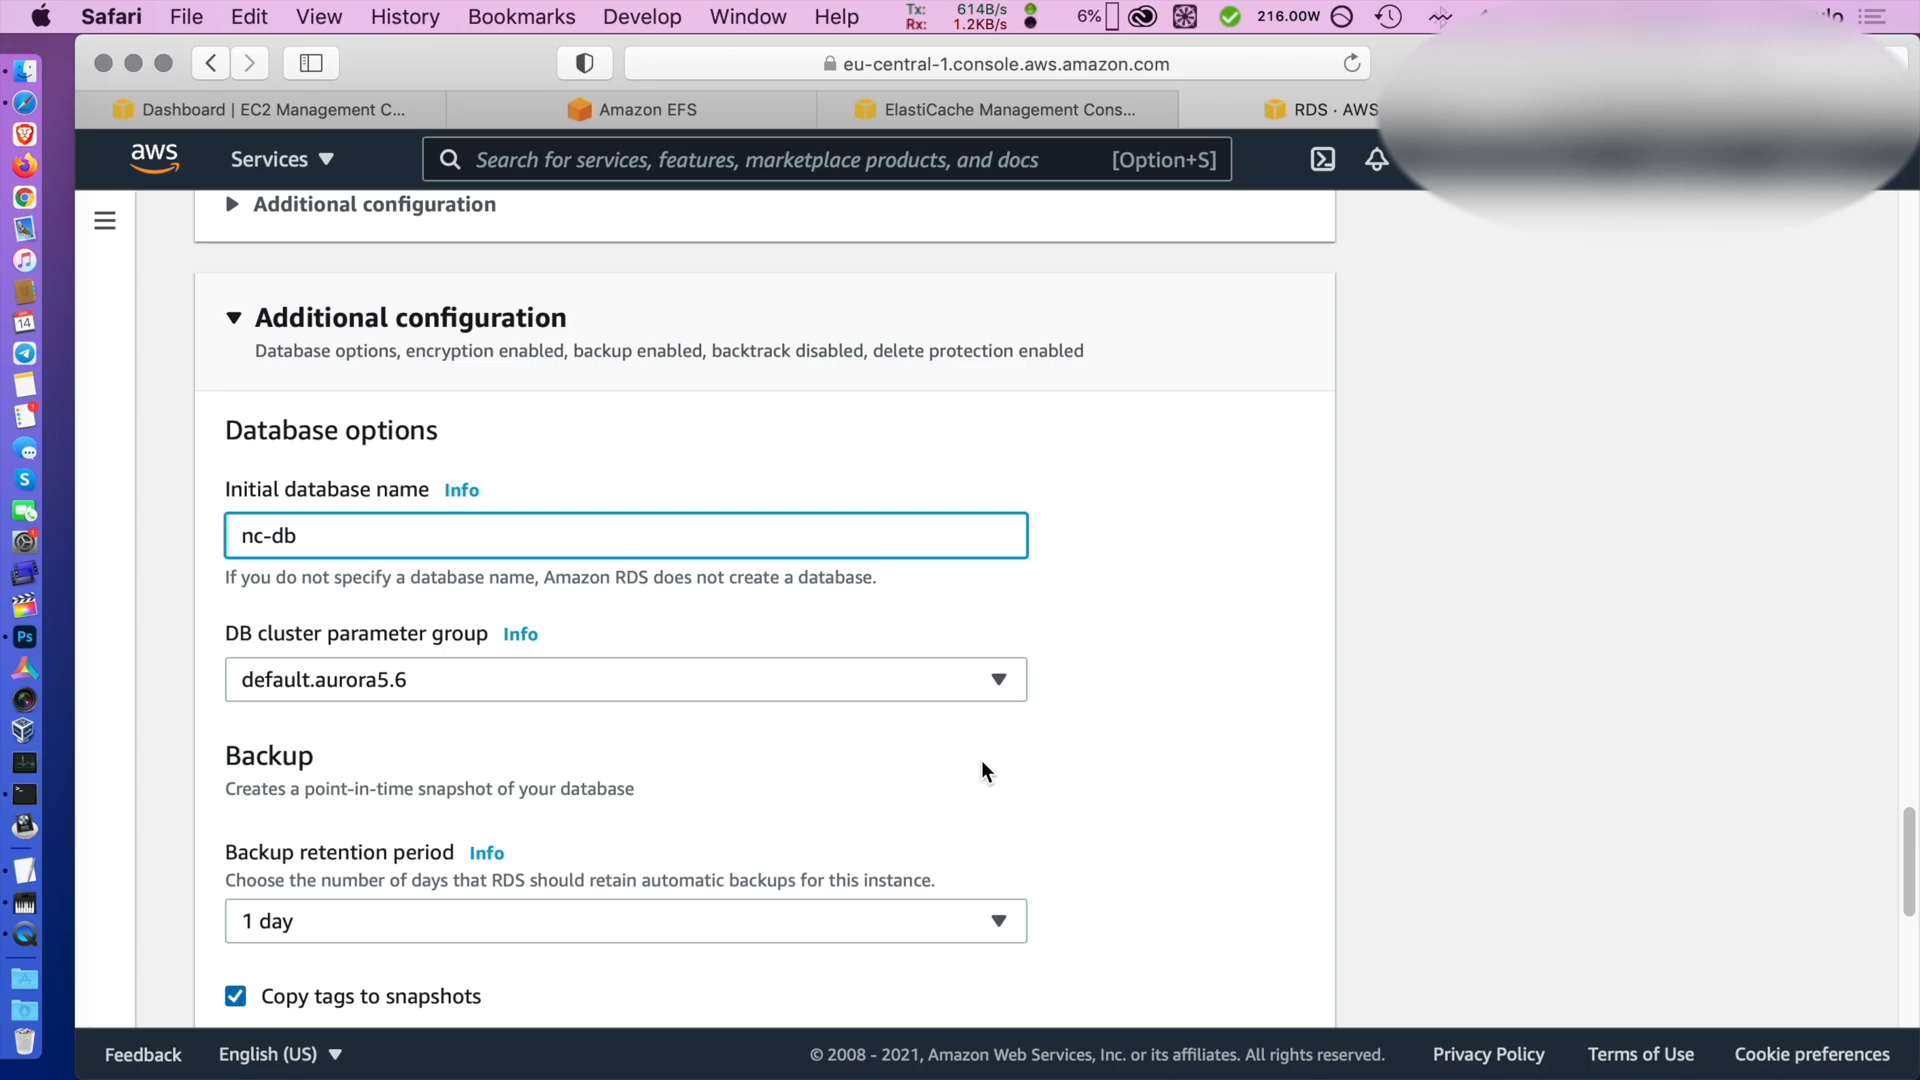 Safari File Edit View History Bookmarks Develop Window Help Tx: 614B/s Rx: 1.2KB/s 6% 216.00W
eu-central-1.console.aws.amazon.com
Dashboard | EC2 Management C... Amazon EFS ElastiCache Management Cons... RDS · AWS
aws Services Search for services, features, marketplace products, and docs [Option+S]
Additional configuration
Additional configuration
Database options, encryption enabled, backup enabled, backtrack disabled, delete protection enabled
Database options
Initial database name Info
nc-db
If you do not specify a database name, Amazon RDS does not create a database.
DB cluster parameter group Info
default.aurora5.6
Backup
Creates a point-in-time snapshot of your database
Backup retention period Info
Choose the number of days that RDS should retain automatic backups for this instance.
1 day
Copy tags to snapshots
Feedback English (US) © 2008 - 2021, Amazon Web Services, Inc. or its affiliates. All rights reserved. Privacy Policy Terms of Use Cookie preferences
14
S
Ps